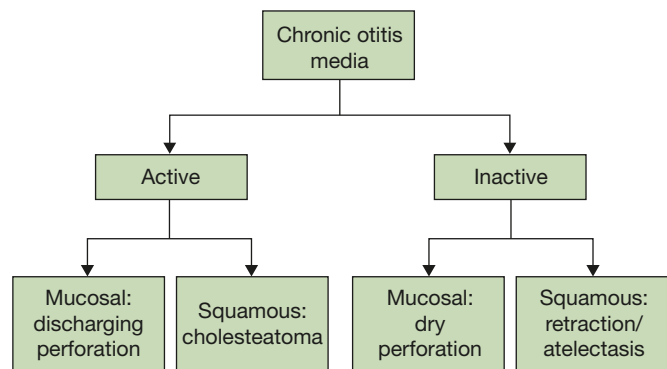 Chronic otitis
media
Active
Inactive
Mucosal:
discharging
perforation
Squamous:
cholesteatoma
Mucosal:
dry
perforation
Squamous:
retraction/
atelectasis